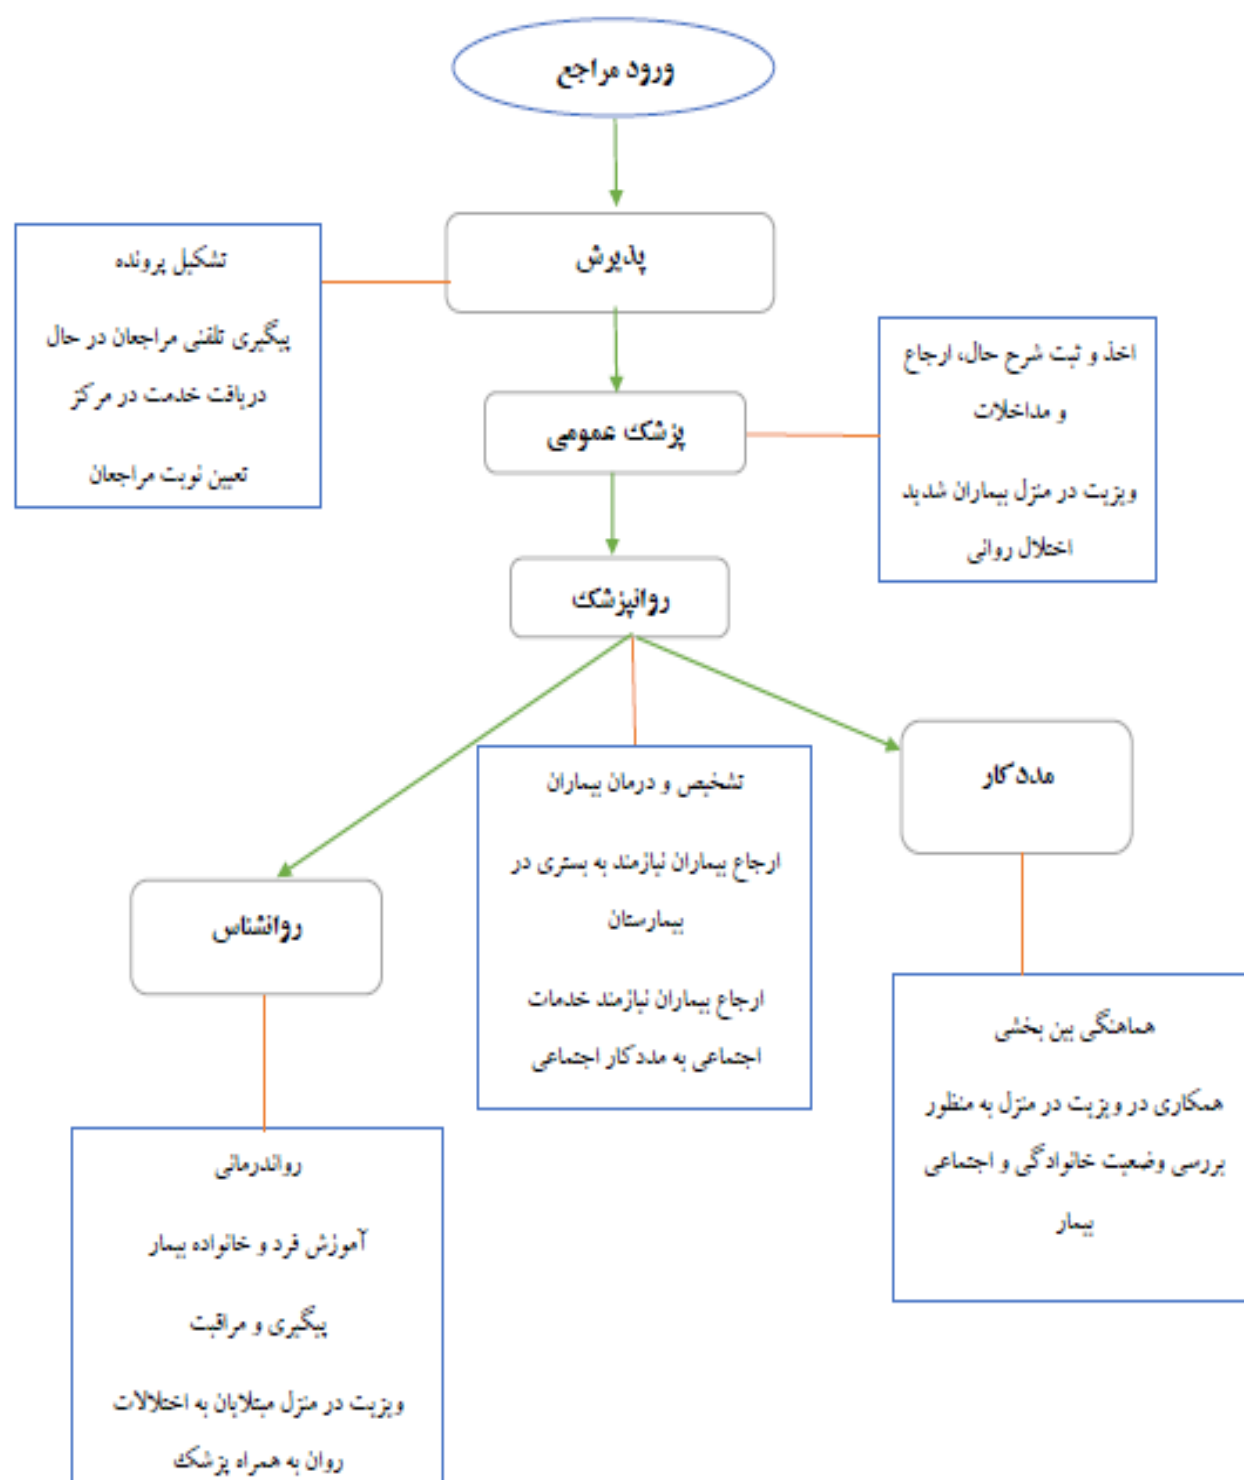 ورود مراجع
پذیرش
تشکیل پرونده
پیگیری تلفنی مراجعان در حال
دریافت خدمت در مرکز
تعیین نوبت مراجعان
پزشک عمومی
اخذ و ثبت شرح حال، ارجاع
و مداخلات
ویزیت در منزل بیماران شدید
اختلال روانی
روانپزشک
تشخیص و درمان بیماران
ارجاع بیماران نیازمند به بستری در
بیمارستان
ارجاع بیماران نیازمند خدمات
اجتماعی به مددکار اجتماعی
مددکار
هماهنگی بین بخشی
همکاری در ویزیت در منزل به منظور
بررسی وضعیت خانوادگی و اجتماعی
بیمار
روانشناس
رواندرمانی
آموزش فرد و خانواده بیمار
پیگیری و مراقبت
ویزیت در منزل مبتلایان به اختلالات
روان به همراه پزشک